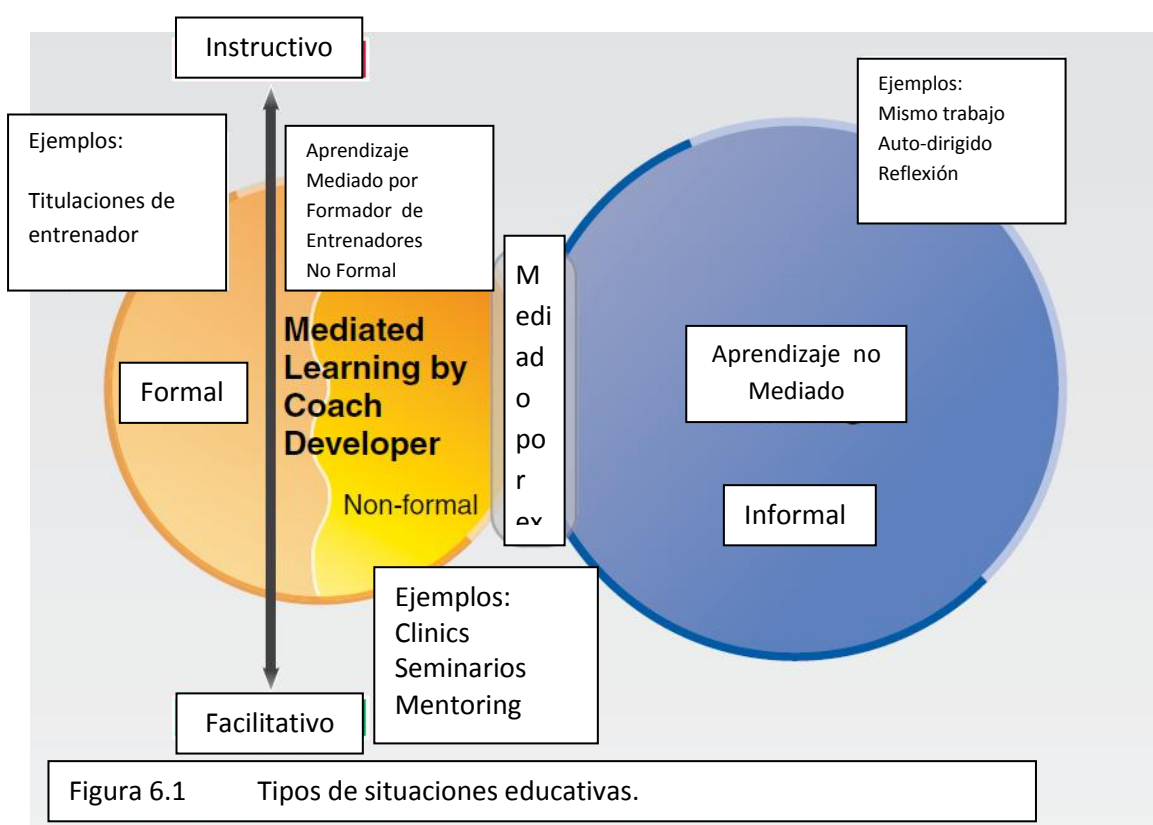 Instructivo
Ejemplos:
Titulaciones de
entrenador
Aprendizaje
Mediado por
Formador de
Entrenadores
No Formal
Ejemplos:
Mismo trabajo
Auto-dirigido
Reflexión
Formal
Mediated
Learning by
Coach
Developer
Non-formal
M
edi
ad
o
po
r
ex
Aprendizaje no
Mediado
Informal
Ejemplos:
Clinics
Seminarios
Mentoring
Facilitativo
Figura 6.1 Tipos de situaciones educativas.